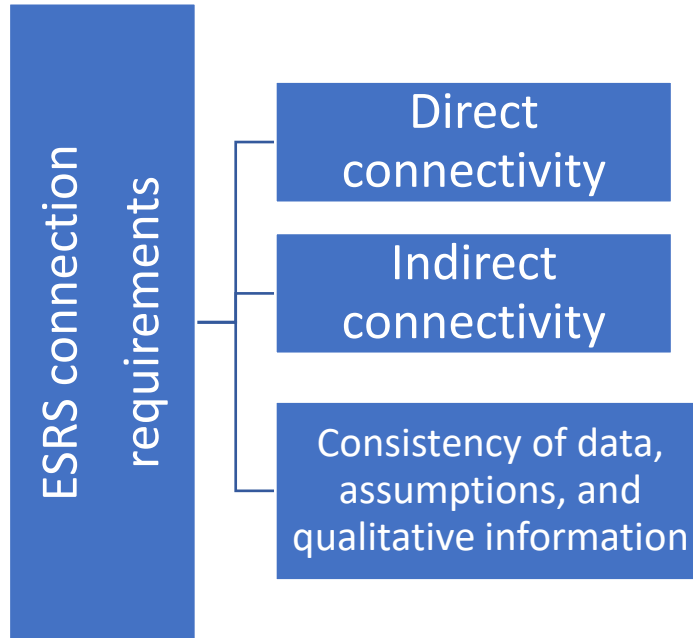 ESRS connection
requirements
Direct
connectivity
Indirect
connectivity
Consistency of data,
assumptions, and
qualitative information